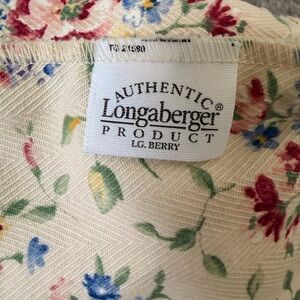 AUTHENTIC
Longaberger®
PRODUCT
LG. BERRY